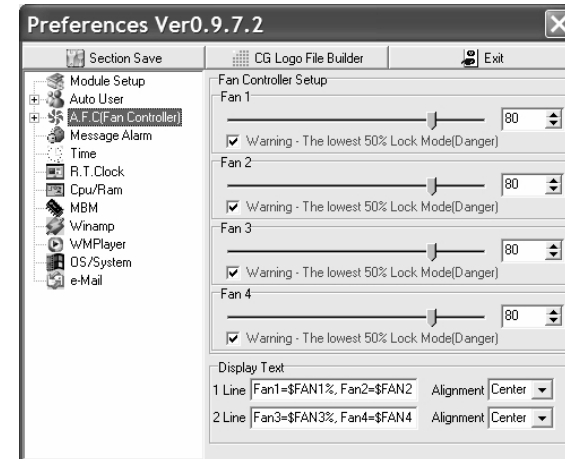 Preferences Ver0.9.7.2
Section Save
CG Logo File Builder
Exit
Module Setup
Auto User
A.F.C(Fan Controller)
Message Alarm
Time
R.T.Clock
Cpu/Ram
MBM
Winamp
WMPlayer
OS/System
e-Mail
Fan Controller Setup
Fan 1
80
Warning - The lowest 50% Lock Mode(Danger)
Fan 2
80
Warning - The lowest 50% Lock Mode(Danger)
Fan 3
80
Warning - The lowest 50% Lock Mode(Danger)
Fan 4
80
Warning - The lowest 50% Lock Mode(Danger)
Display Text
1 Line Fan1=$FAN1%, Fan2=$FAN2 Alignment Center
2 Line Fan3=$FAN3%, Fan4=$FAN4 Alignment Center